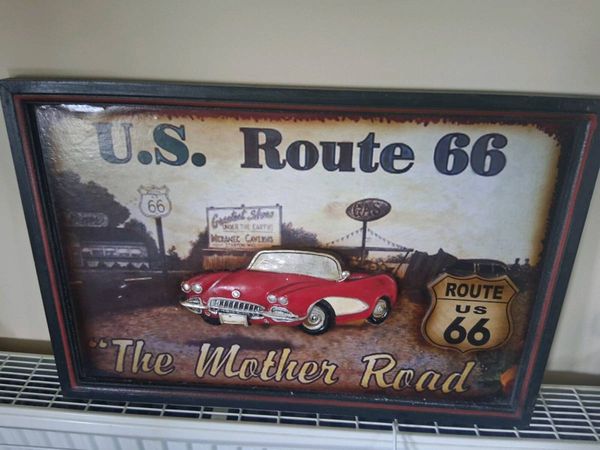 U.S. Route 66
66
Greatest Show
UNDER THE EARTH!
MERAMEC CAVERNS
GAS
ROUTE
US
66
"The Mother Road